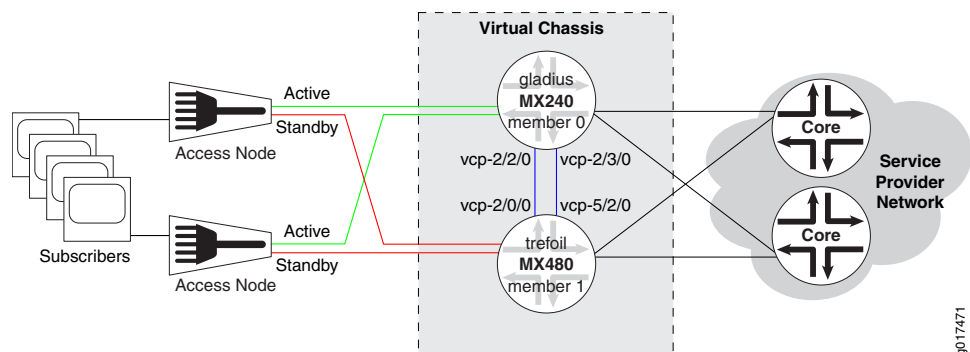 Virtual Chassis
gladius
MX240
member 0
Active
Standby
Access Node
Core
vcp-2/2/0 vcp-2/3/0
Service
Provider
Network
vcp-2/0/0 vcp-5/2/0
Active
Standby
Subscribers
Access Node
trefoil
MX480
member 1
Core
g017471